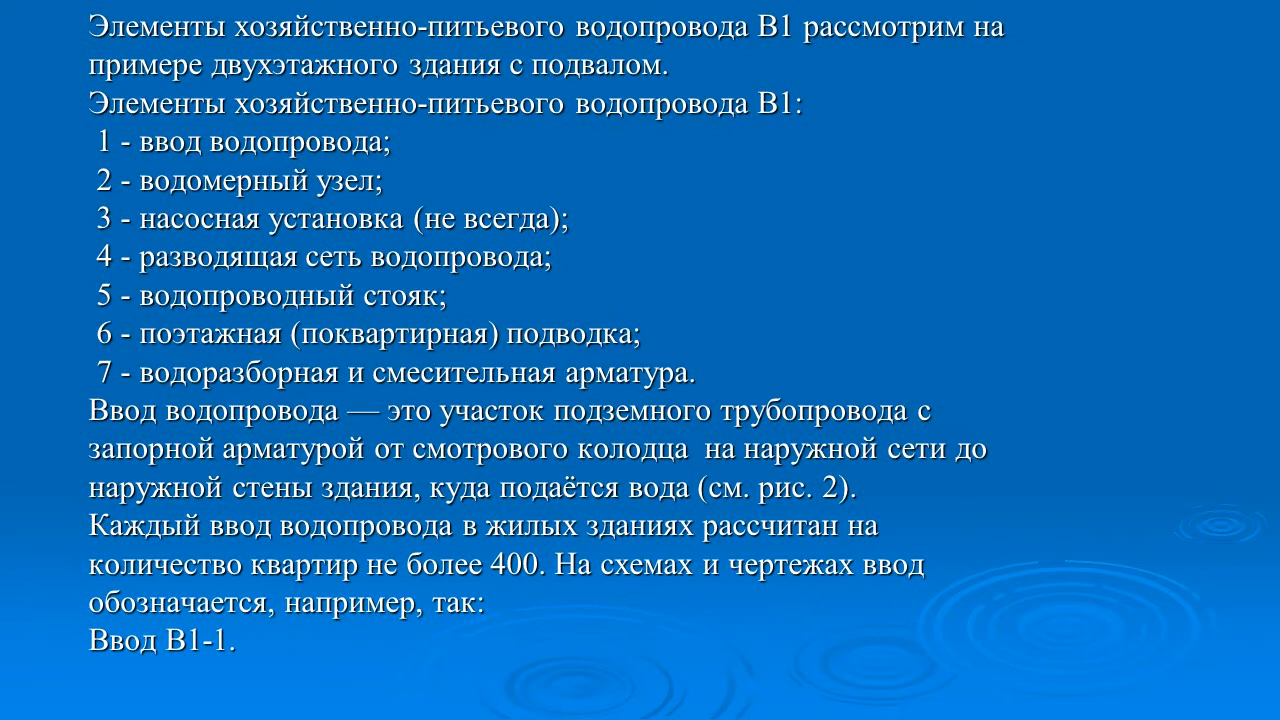 Элементы хозяйственно-питьевого водопровода В1 рассмотрим на
примере двухэтажного здания с подвалом.
Элементы хозяйственно-питьевого водопровода В1:
1 - ввод водопровода;
2 - водомерный узел;
3 - насосная установка (не всегда);
4 - разводящая сеть водопровода;
5 - водопроводный стояк;
6 - поэтажная (поквартирная) подводка;
7 - водоразборная и смесительная арматура.
Ввод водопровода — это участок подземного трубопровода с
запорной арматурой от смотрового колодца на наружной сети до
наружной стены здания, куда подаётся вода (см. рис. 2).
Каждый ввод водопровода в жилых зданиях рассчитан на
количество квартир не более 400. На схемах и чертежах ввод
обозначается, например, так:
Ввод В1-1.